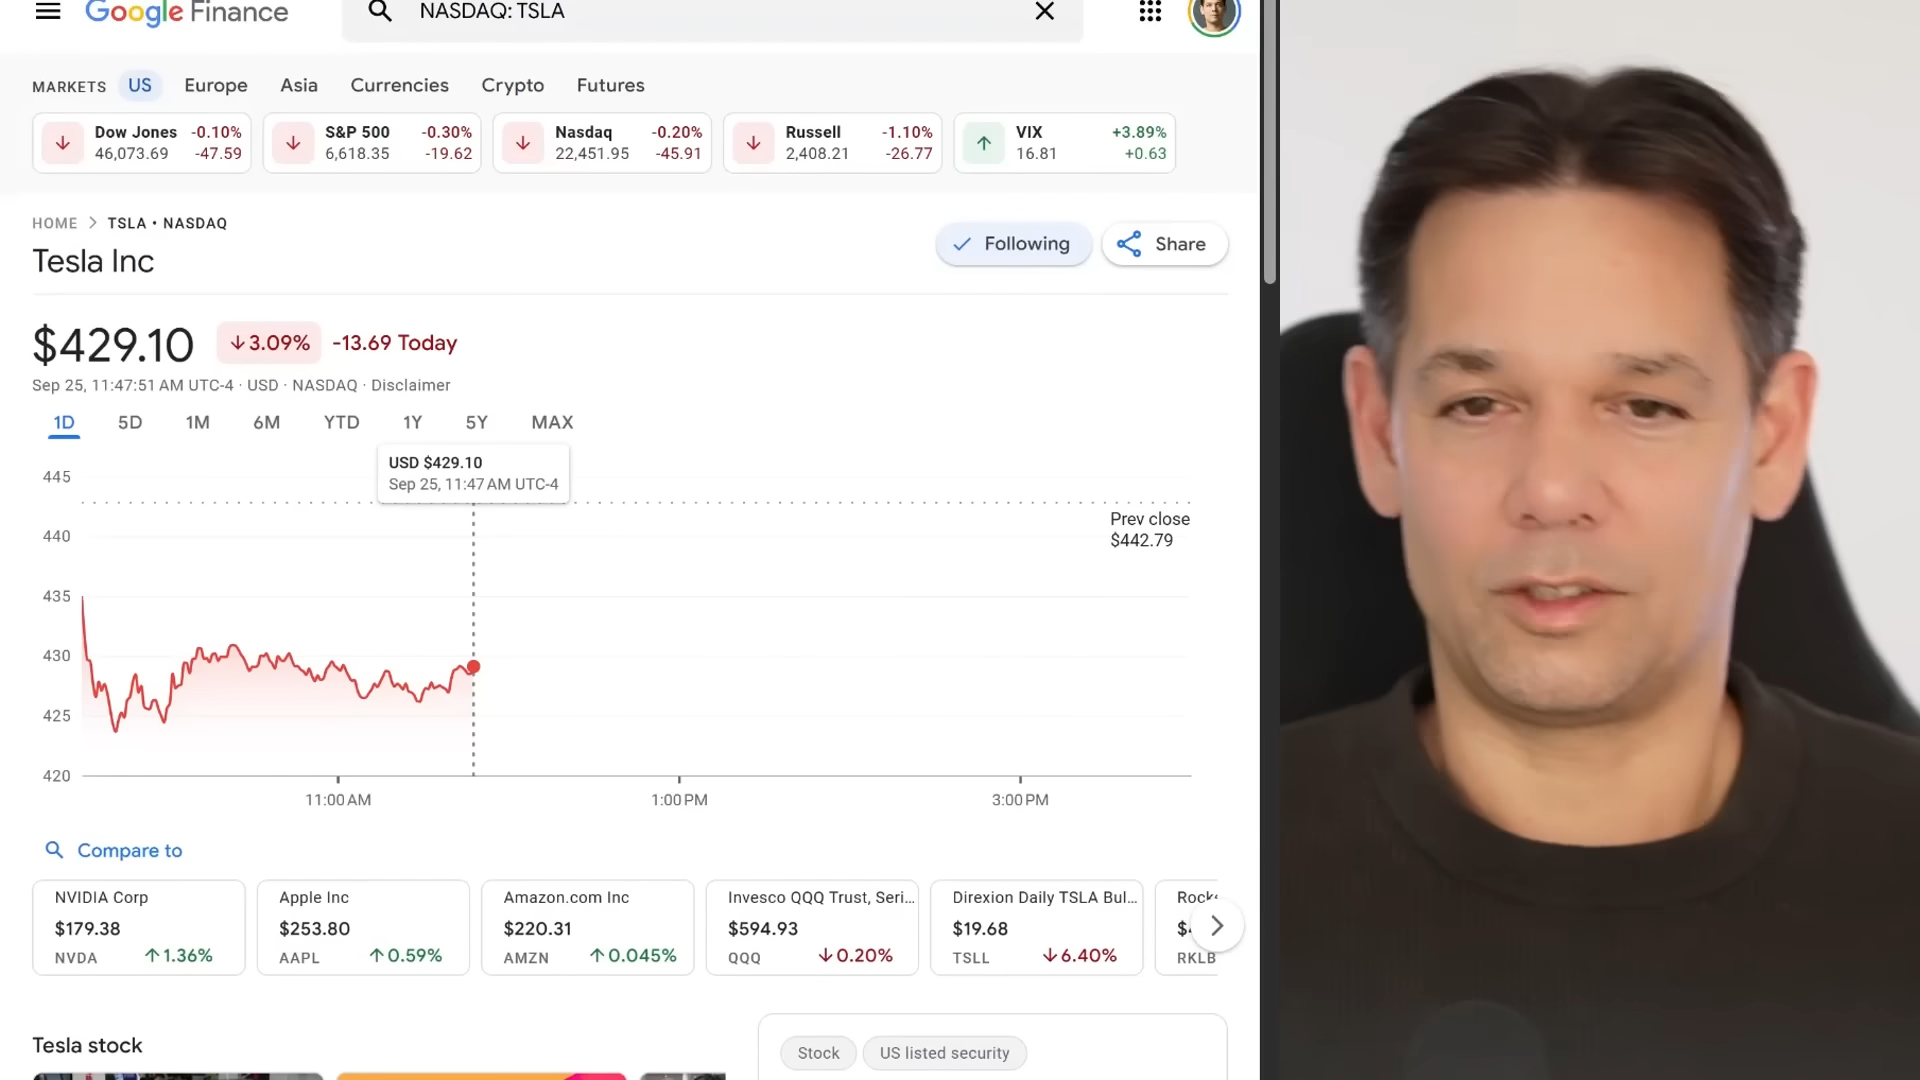 Google Finance
NASDAQ: TSLA
MARKETS US Europe Asia Currencies Crypto Futures
Dow Jones -0.10%
46,073.69 -47.59
S&P 500 -0.30%
6,618.35 -19.62
Nasdaq -0.20%
22,451.95 -45.91
Russell -1.10%
2,408.21 -26.77
VIX +3.89%
16.81 +0.63
HOME > TSLA • NASDAQ
Tesla Inc
Following
Share
$429.10 ↓3.09% -13.69 Today
Sep 25, 11:47:51 AM UTC-4 · USD · NASDAQ · Disclaimer
1D 5D 1M 6M YTD 1Y 5Y MAX
USD $429.10
Sep 25, 11:47 AM UTC-4
445
440
435
430
425
420
Prev close
$442.79
11:00 AM 1:00 PM 3:00 PM
Compare to
NVIDIA Corp
$179.38
NVDA ↑1.36%
Apple Inc
$253.80
AAPL ↑0.59%
Amazon.com Inc
$220.31
AMZN ↑0.045%
Invesco QQQ Trust, Seri...
$594.93
QQQ ↓0.20%
Direxion Daily TSLA Bul...
$19.68
TSLL ↓6.40%
RKLB
Tesla stock
Stock
US listed security